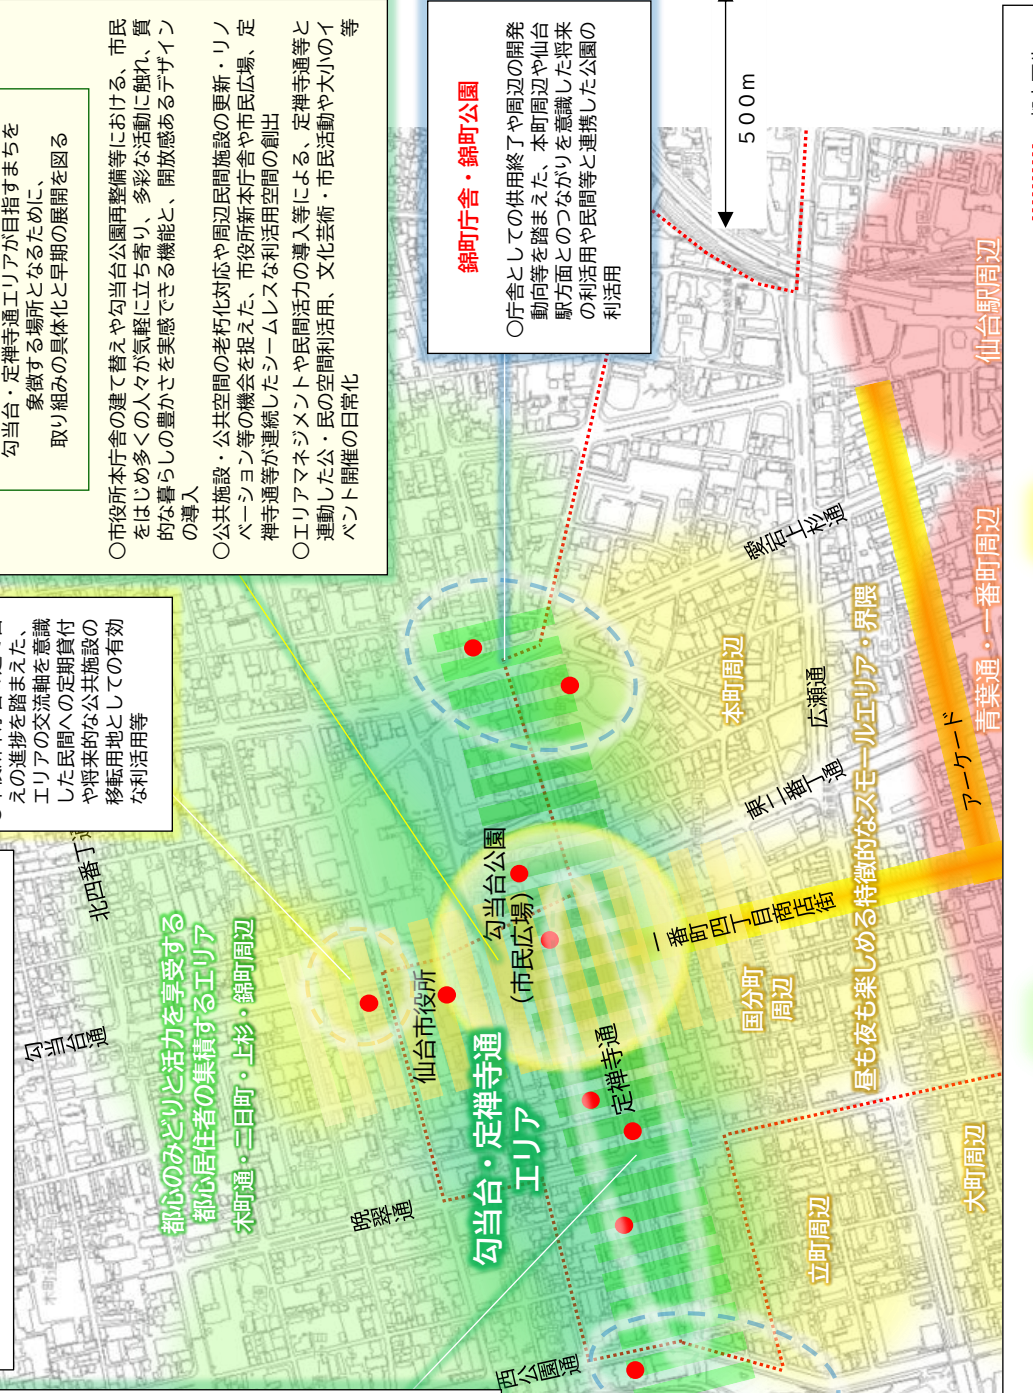 勾当台・定禅寺通エリアが目指すまちを
象徴する場所となるために、
取り組みの具体化と早期の展開を図る
○市役所本庁舎の建て替えや勾当台公園再整備等における、市民
をはじめ多くの人々が気軽に立ち寄り、多彩な活動に触れ、質
的な暮らしの豊かさを実感できる機能と、開放感あるデザイン
の導入
○公共施設・公共空間の老朽化対応や周辺民間施設の更新・リノ
ベーション等の機会を捉えた、市役所新本庁舎や市民広場、定
禅寺通等が連続したシームレスな利活用空間の創出
○エリアマネジメントや民間活力の導入等による、定禅寺通等と
連動した公・民の空間利活用、文化芸術・市民活動や大小のイ
ベント開催の日常化　等
錦町庁舎・錦町公園
○庁舎としての供用終了や周辺の開発
動向等を踏まえた、本町周辺や仙台
駅方面とのつながりを意識した将来
の利活用や民間等と連携した公園の
利活用
500m
えの進捗を踏まえた、
エリアの交流軸を意識
した民間への定期貸付
や将来的な公共施設の
移転用地としての有効
な利活用等
北四番丁通
勾当台通
都心のみどりと活力を享受する
都心居住者の集積するエリア
木町通・二日町・上杉・錦町周辺
晩翠通
西公園通
仙台市役所
勾当台公園
（市民広場）
勾当台・定禅寺通
エリア
定禅寺通
一番町四丁目商店街
国分町
周辺
本町周辺
愛宕上杉通
広瀬通
東二番丁通
昼も夜も楽しめる特徴的なスモールエリア・界隈
アーケード
仙台駅周辺
青葉通・一番町周辺
立町周辺
大町周辺